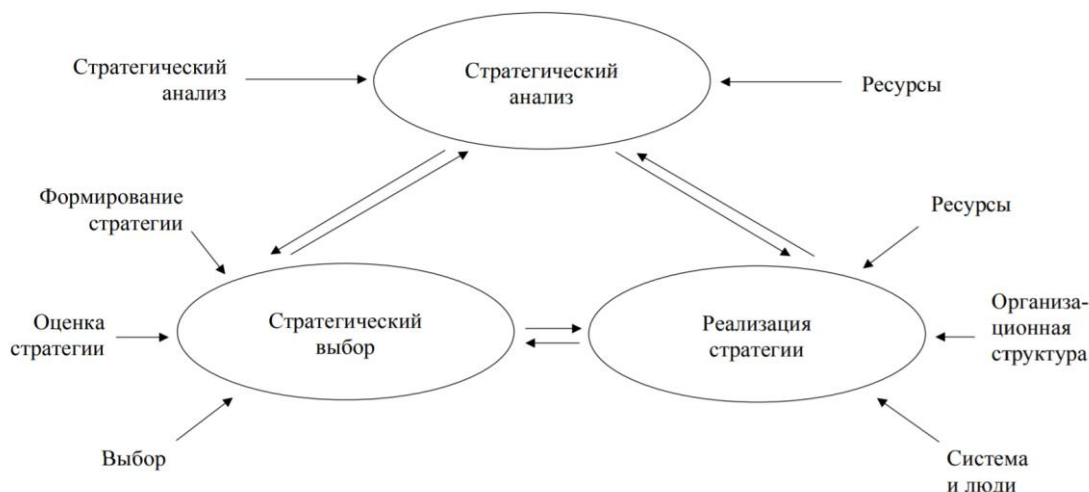 Стратегический
анализ
Стратегический
анализ
Ресурсы
Формирование
стратегии
Ресурсы
Оценка
стратегии
Стратегический
выбор
Реализация
стратегии
Организа-
ционная
структура
Выбор
Система
и люди